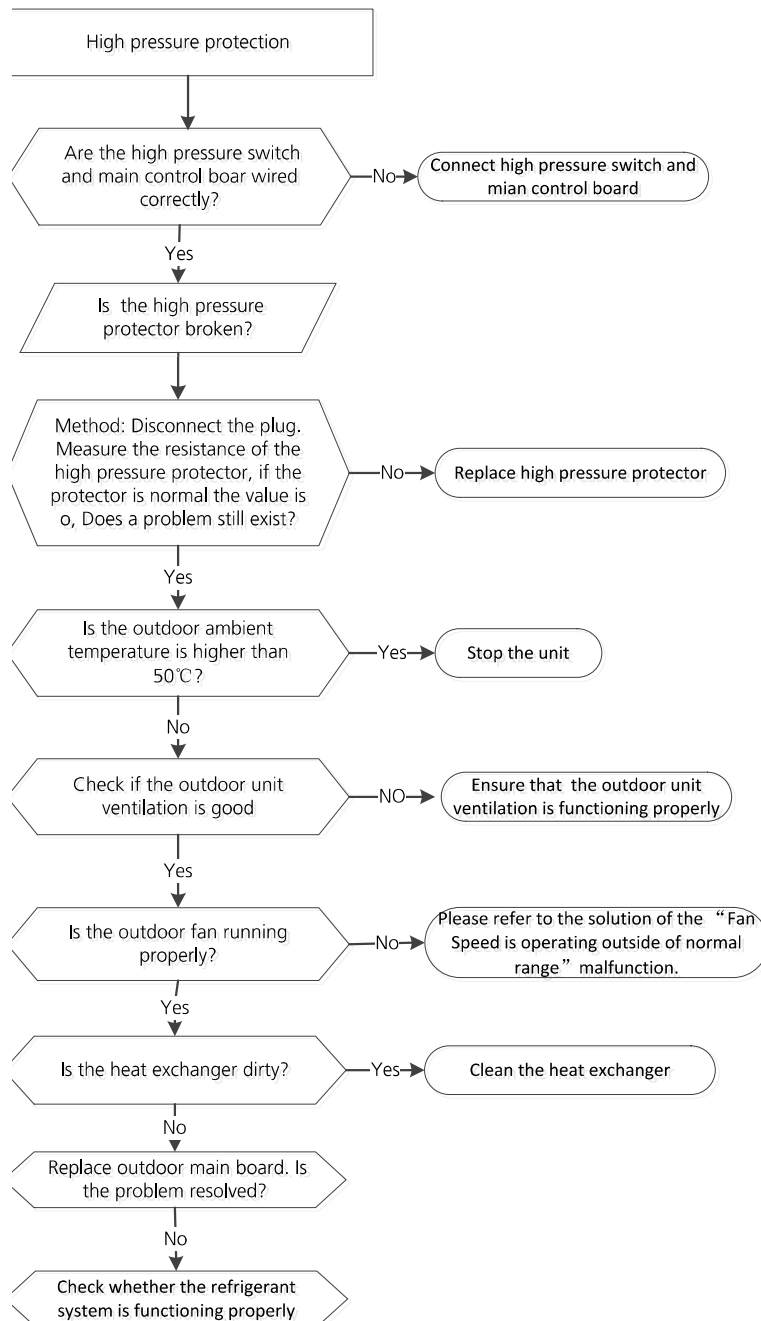 High pressure protection
Are the high pressure switch
and main control boar wired
correctly?
No
Connect high pressure switch and
mian control board
Yes
Is the high pressure
protector broken?
Method: Disconnect the plug.
Measure the resistance of the
high pressure protector, if the
protector is normal the value is
o, Does a problem still exist?
No
Replace high pressure protector
Yes
Is the outdoor ambient
temperature is higher than
50℃?
Yes
Stop the unit
No
Check if the outdoor unit
ventilation is good
NO
Ensure that the outdoor unit
ventilation is functioning properly
Yes
Is the outdoor fan running
properly?
No
Please refer to the solution of the “Fan
Speed is operating outside of normal
range” malfunction.
Yes
Is the heat exchanger dirty?
Yes
Clean the heat exchanger
No
Replace outdoor main board. Is
the problem resolved?
No
Check whether the refrigerant
system is functioning properly